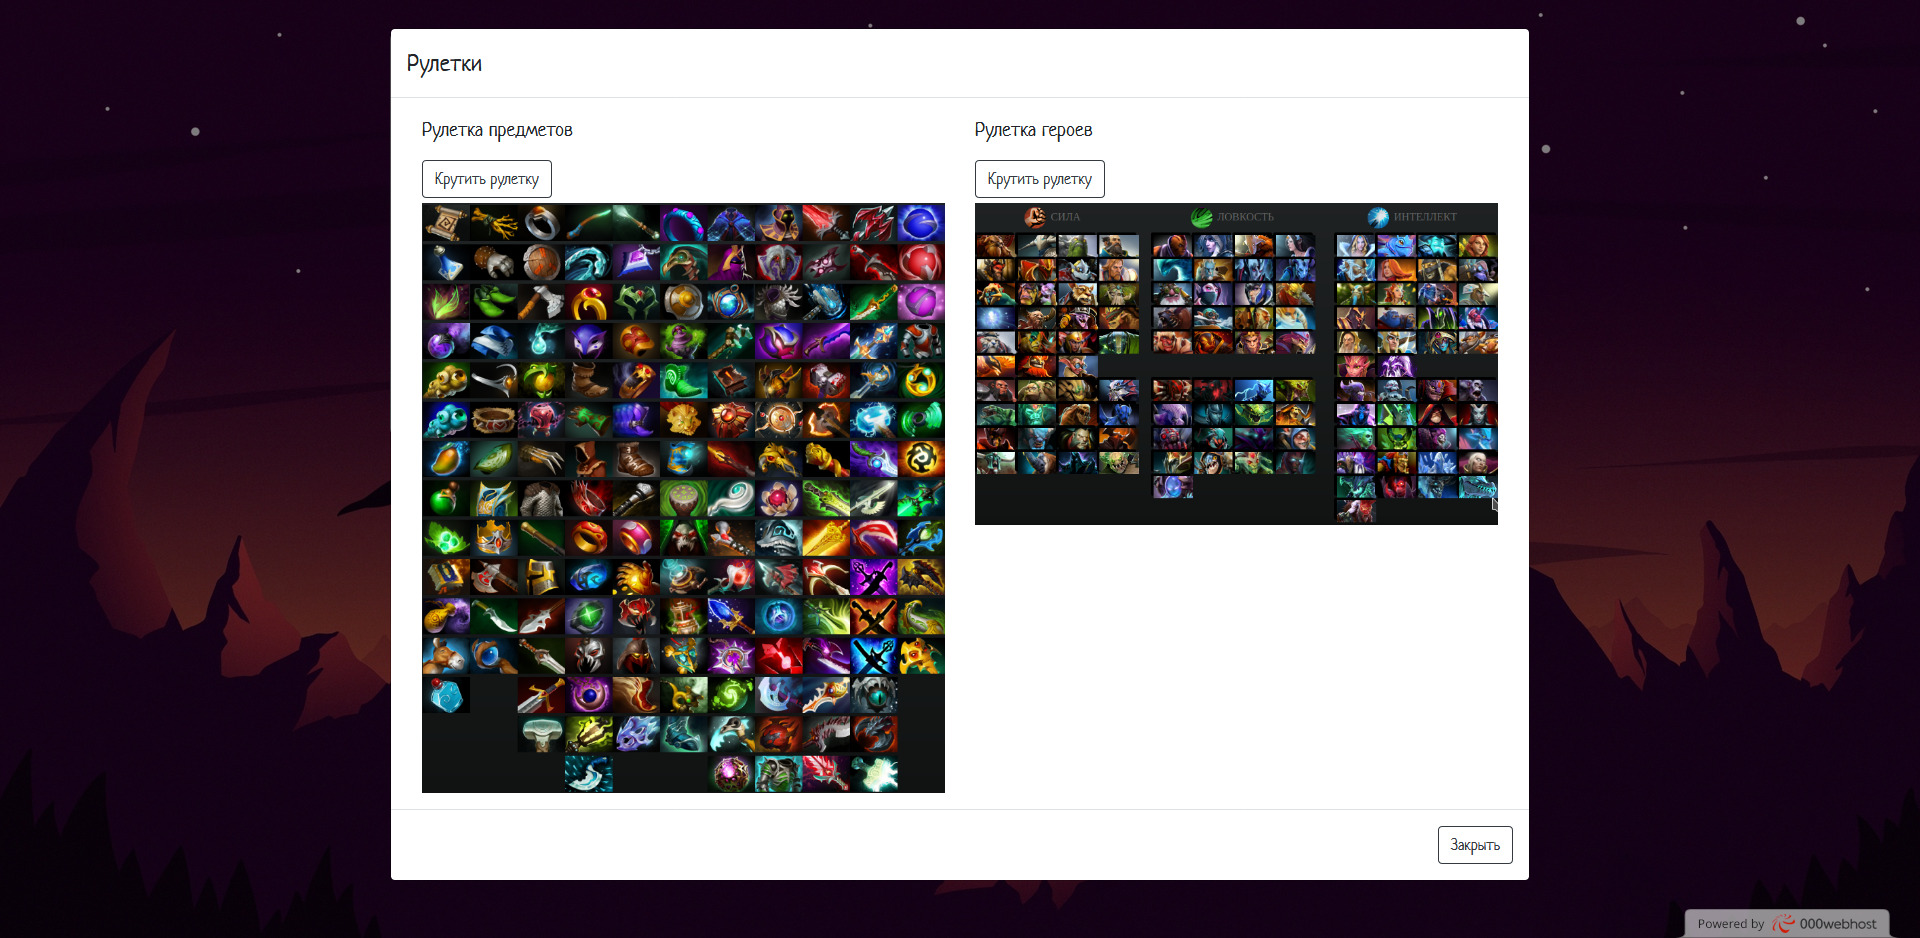 Рулетки
Рулетка предметов
Крутить рулетку
Рулетка героев
Крутить рулетку
СИЛА
ЛОВКОСТЬ
ИНТЕЛЛЕКТ
Закрыть
Powered by 000webhost